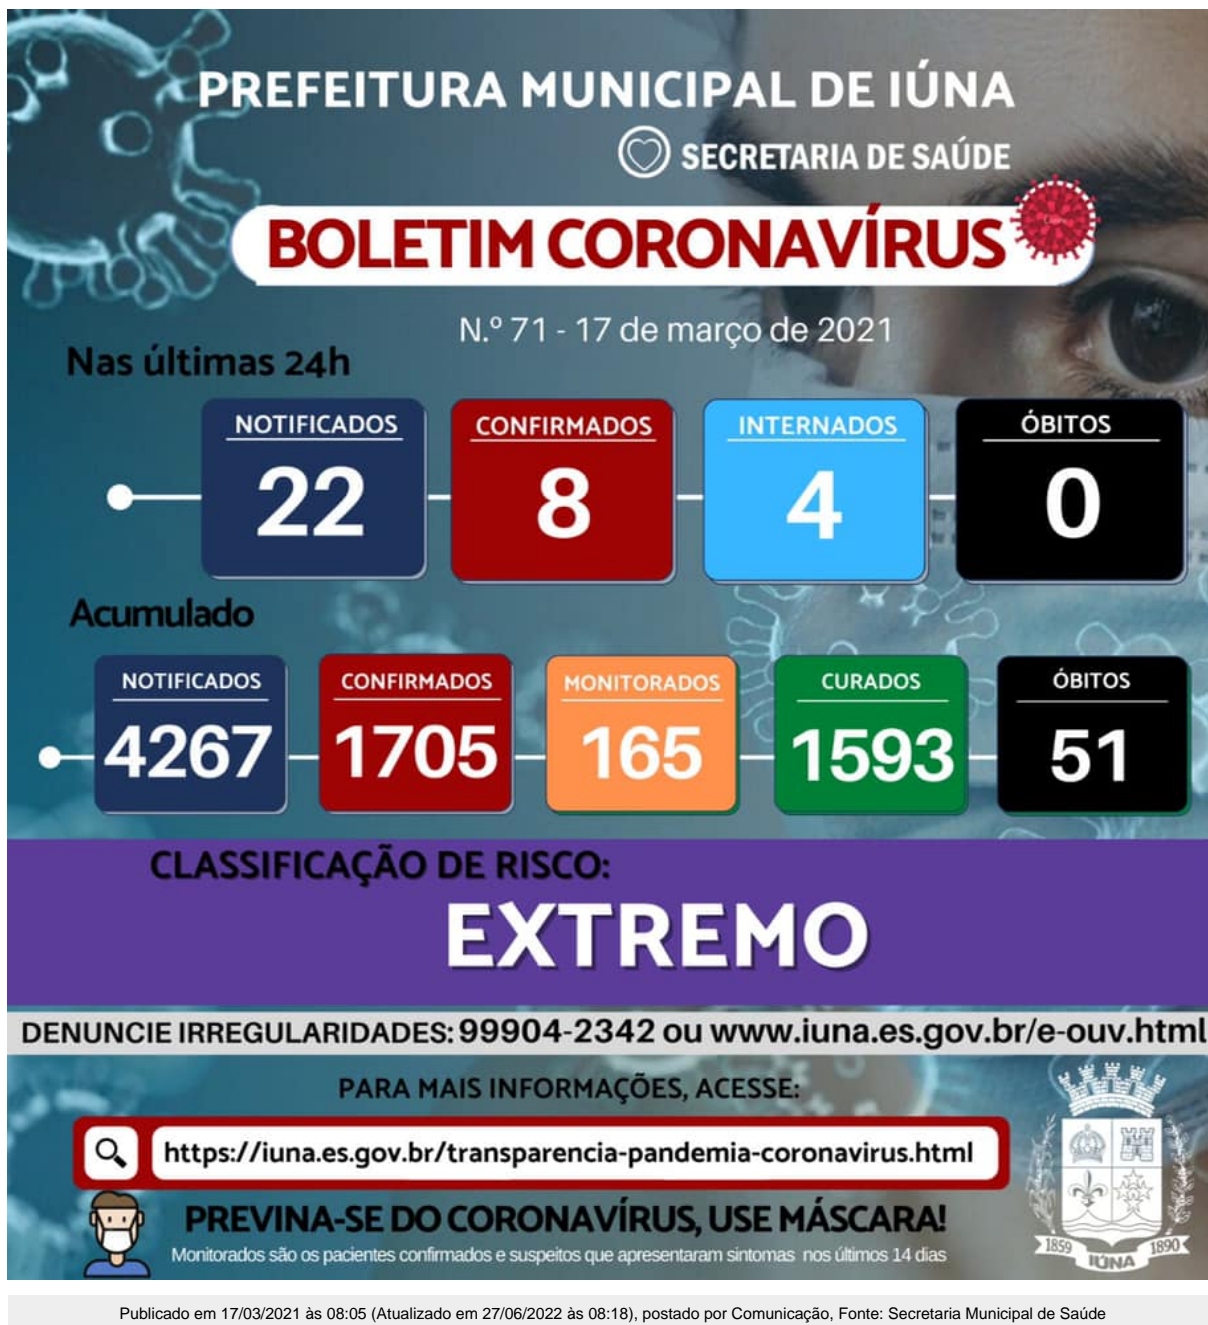 PREFEITURA MUNICIPAL DE IÚNA
SECRETARIA DE SAÚDE
BOLETIM CORONAVÍRUS
N.º 71 - 17 de março de 2021
Nas últimas 24h
NOTIFICADOS
22
CONFIRMADOS
8
INTERNADOS
4
ÓBITOS
0
Acumulado
NOTIFICADOS
4267
CONFIRMADOS
1705
MONITORADOS
165
CURADOS
1593
ÓBITOS
51
CLASSIFICAÇÃO DE RISCO:
EXTREMO
DENUNCIE IRREGULARIDADES: 99904-2342 ou www.iuna.es.gov.br/e-ouv.html
PARA MAIS INFORMAÇÕES, ACESSE:
https://iuna.es.gov.br/transparencia-pandemia-coronavirus.html
PREVINA-SE DO CORONAVÍRUS, USE MÁSCARA!
Monitorados são os pacientes confirmados e suspeitos que apresentaram sintomas nos últimos 14 dias
1859 IÚNA 1890
Publicado em 17/03/2021 às 08:05 (Atualizado em 27/06/2022 às 08:18), postado por Comunicação, Fonte: Secretaria Municipal de Saúde